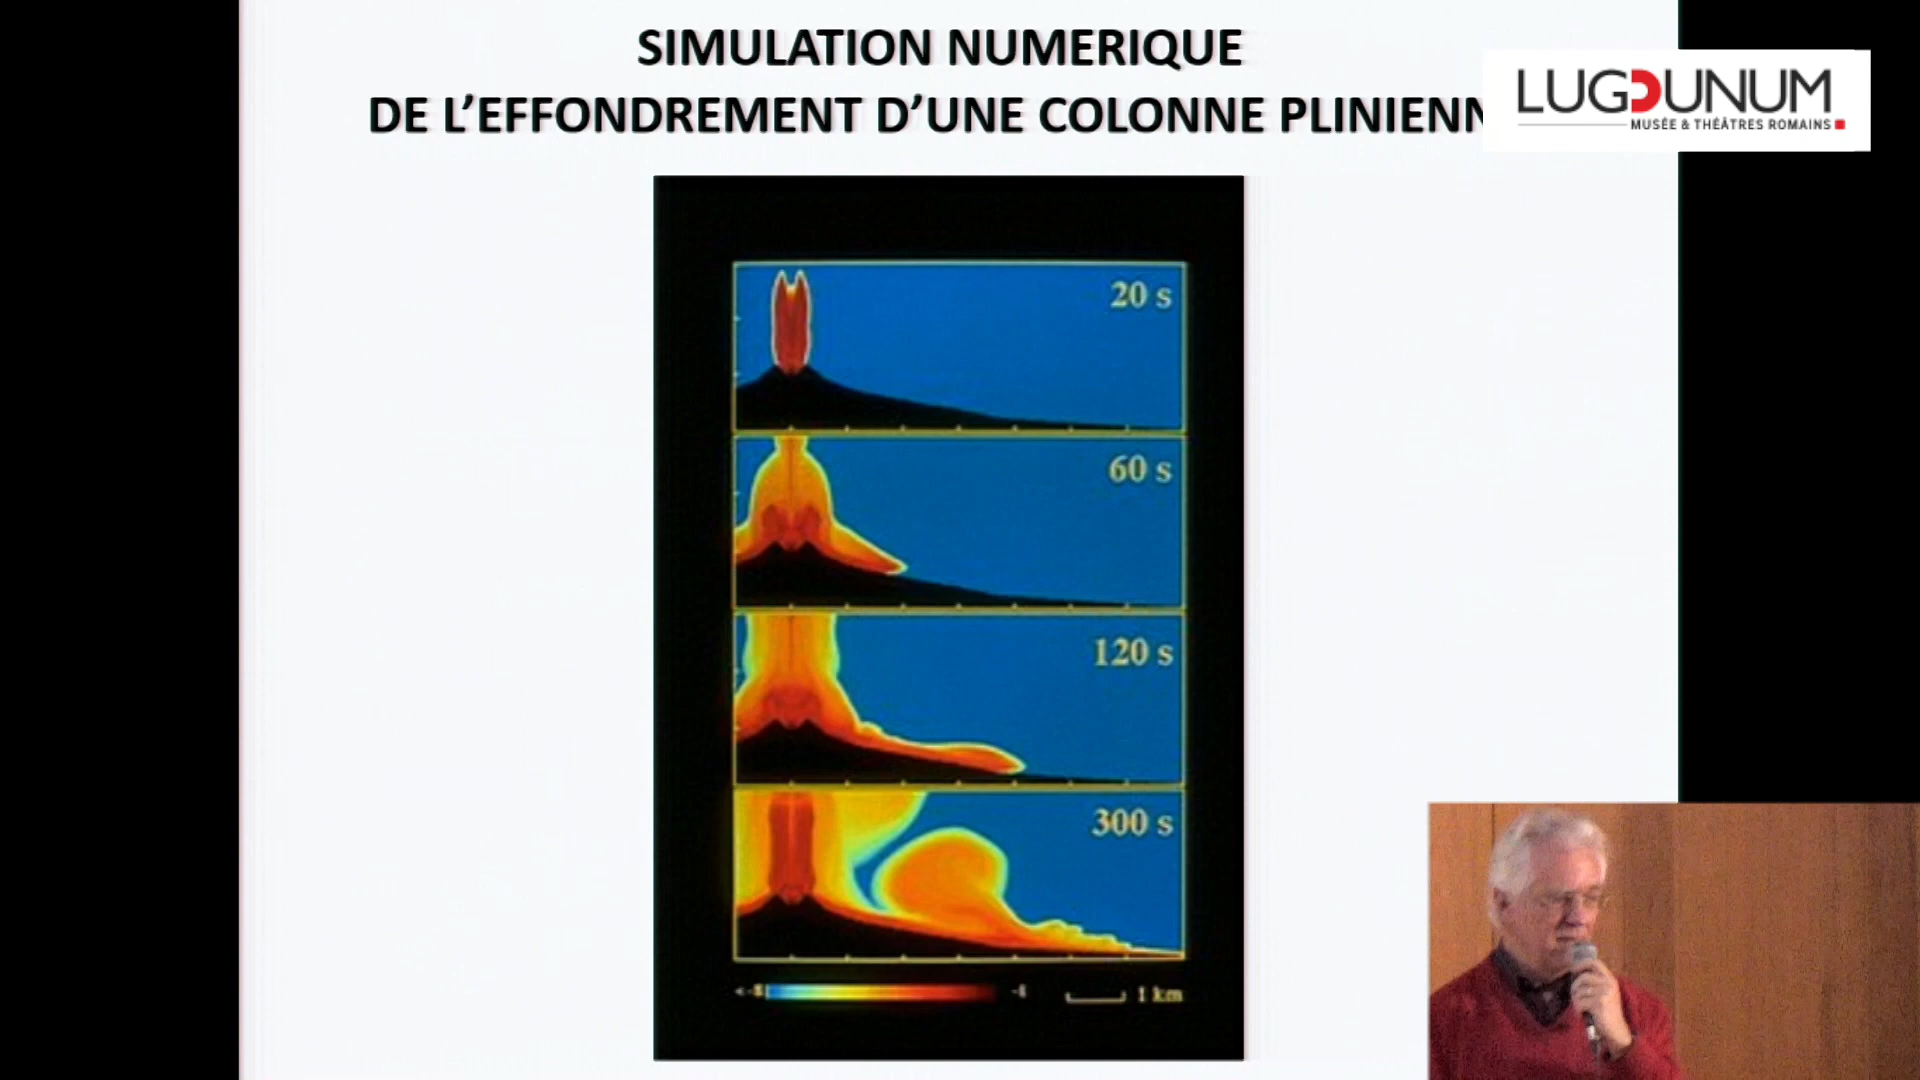 SIMULATION NUMERIQUE
DE L'EFFONDREMENT D'UNE COLONNE PLINIENN
LUGDUNUM
MUSÉE & THÉÂTRES ROMAINS
20 s
60 s
120 s
300 s
1 km